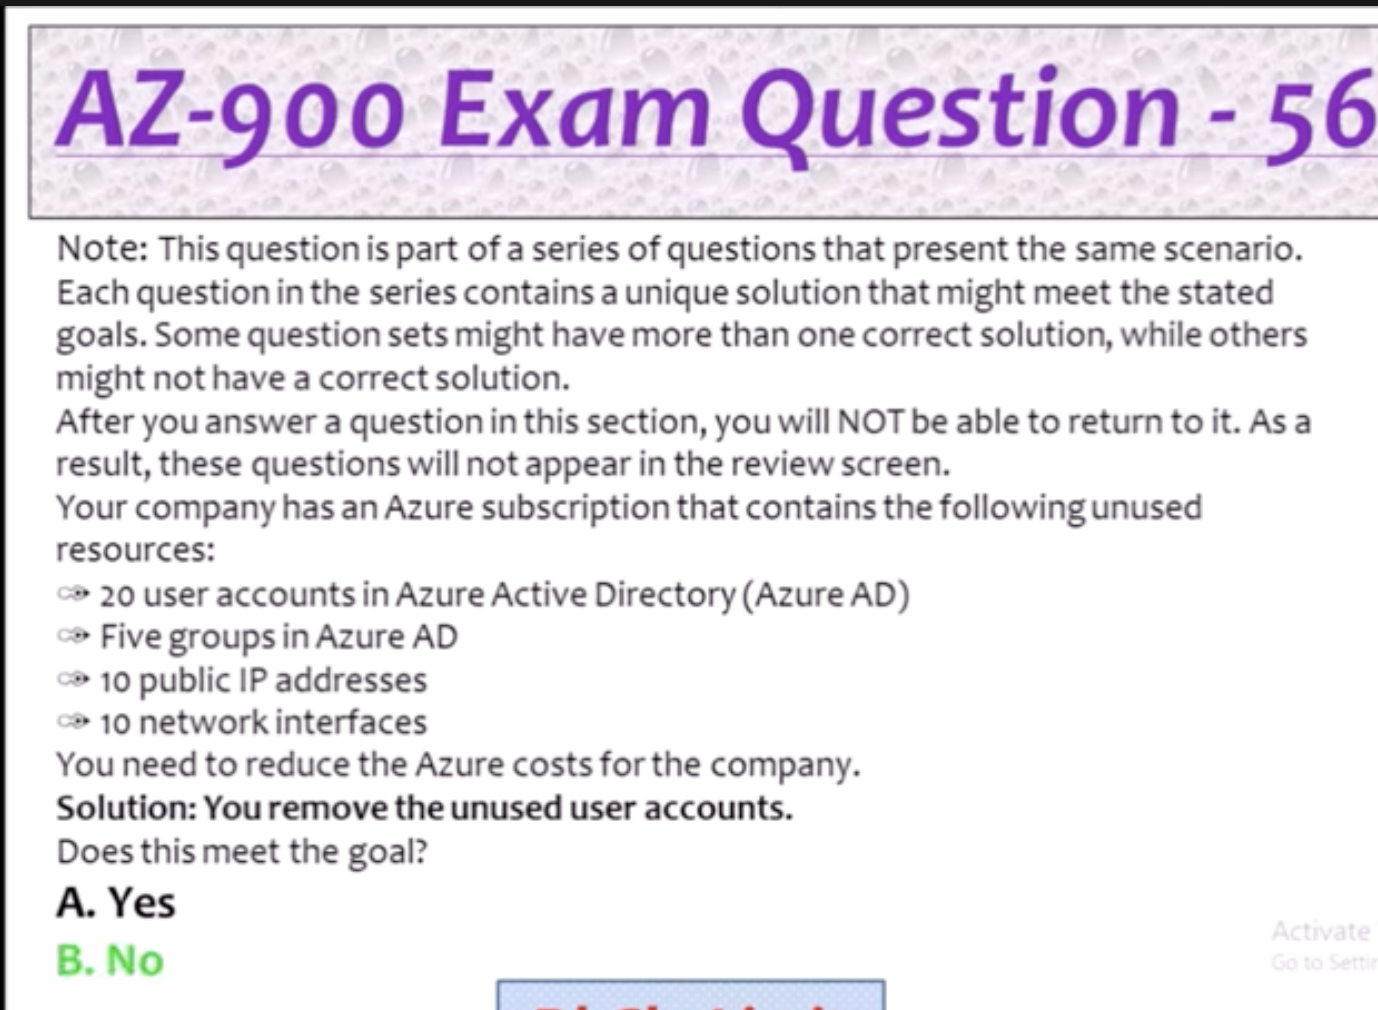 AZ-900 Exam Question - 56
Note: This question is part of a series of questions that present the same scenario.
Each question in the series contains a unique solution that might meet the stated
goals. Some question sets might have more than one correct solution, while others
might not have a correct solution.
After you answer a question in this section, you will NOT be able to return to it. As a
result, these questions will not appear in the review screen.
Your company has an Azure subscription that contains the following unused
resources:
20 user accounts in Azure Active Directory (Azure AD)
Five groups in Azure AD
10 public IP addresses
10 network interfaces
You need to reduce the Azure costs for the company.
Solution: You remove the unused user accounts.
Does this meet the goal?
A. Yes
B. No
Activate
Go to